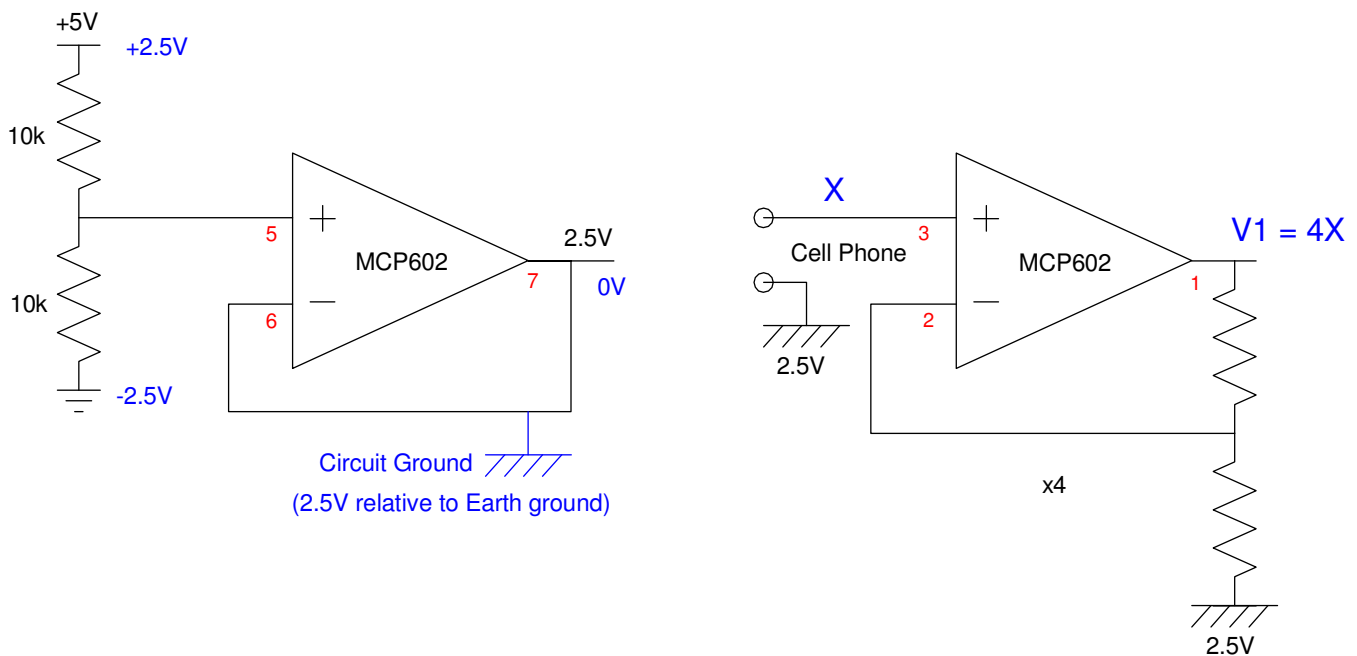 +5V
+2.5V
10k
10k
-2.5V
+
5
MCP602
−
6
7
2.5V
0V
Circuit Ground
(2.5V relative to Earth ground)
X
Cell Phone
2.5V
+
3
MCP602
−
2
1
V1 = 4X
x4
2.5V